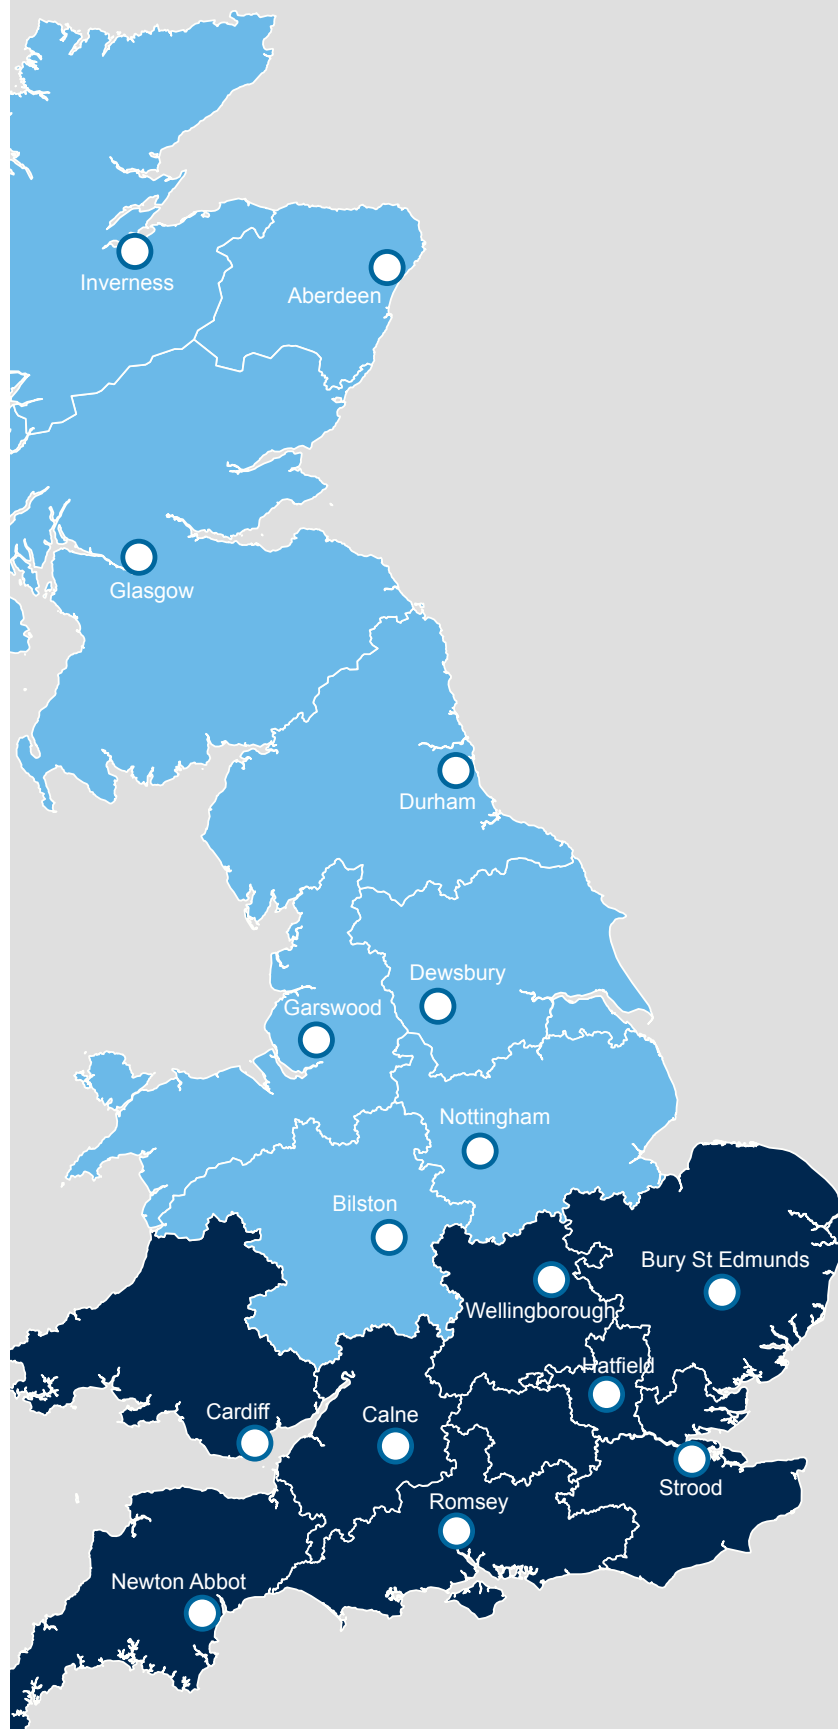 Inverness
Aberdeen
Glasgow
Durham
Dewsbury
Garswood
Nottingham
Bilston
Bury St Edmunds
Wellingborough
Hatfield
Cardiff
Calne
Strood
Romsey
Newton Abbot